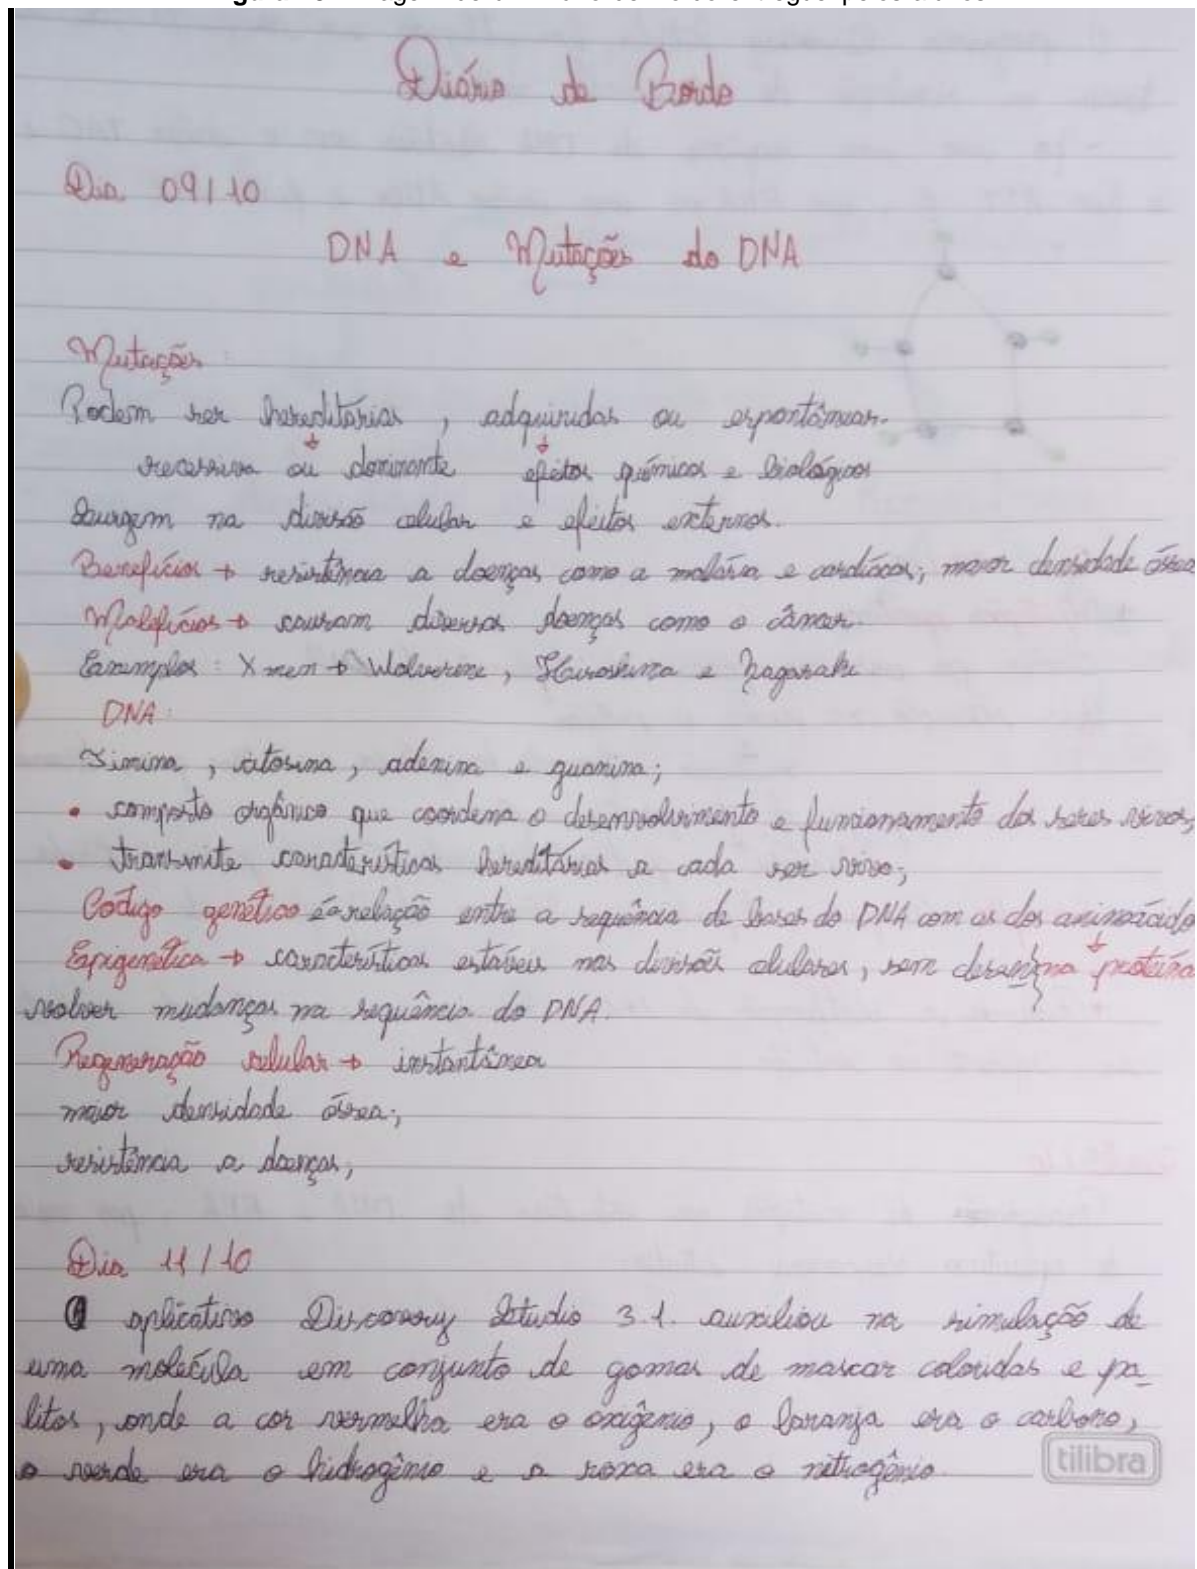 Diário de Bordo
Dia 09/10
DNA e Mutações do DNA
Mutações:
Podem ser hereditárias, adquiridas ou espontâneas.
recessiva ou dominante efeitos químicos e biológicos
Surgem na divisão celular e efeitos externos.
Benefícios → resistência a doenças como a malária e cardíacas; maior densidade óssea
Malefícios → causam diversas doenças como o câncer.
Exemplos: X men → Wolverine, Hiroshima e Nagasaki
DNA:
Timina, citosina, adenina e guanina;
• composto orgânico que coordena o desenvolvimento e funcionamento dos seres vivos;
• transmite características hereditárias a cada ser vivo;
Código genético é a relação entre a sequência de bases do DNA com as dos aminoácido
Epigenética → características estáveis nas divisões celulares, sem desen} na proteína
volver mudanças na sequência do DNA.
Regeneração celular → instantânea
maior densidade óssea;
resistência a doenças;
Dia 11/10
O aplicativo Discovery Studio 3.1. auxiliou na simulação de
uma molécula em conjunto de gomas de mascar coloridas e pa-
litos, onde a cor vermelha era o oxigênio, o laranja era o carbono,
o verde era o hidrogênio e a roxa era o nitrogênio.
tilibra